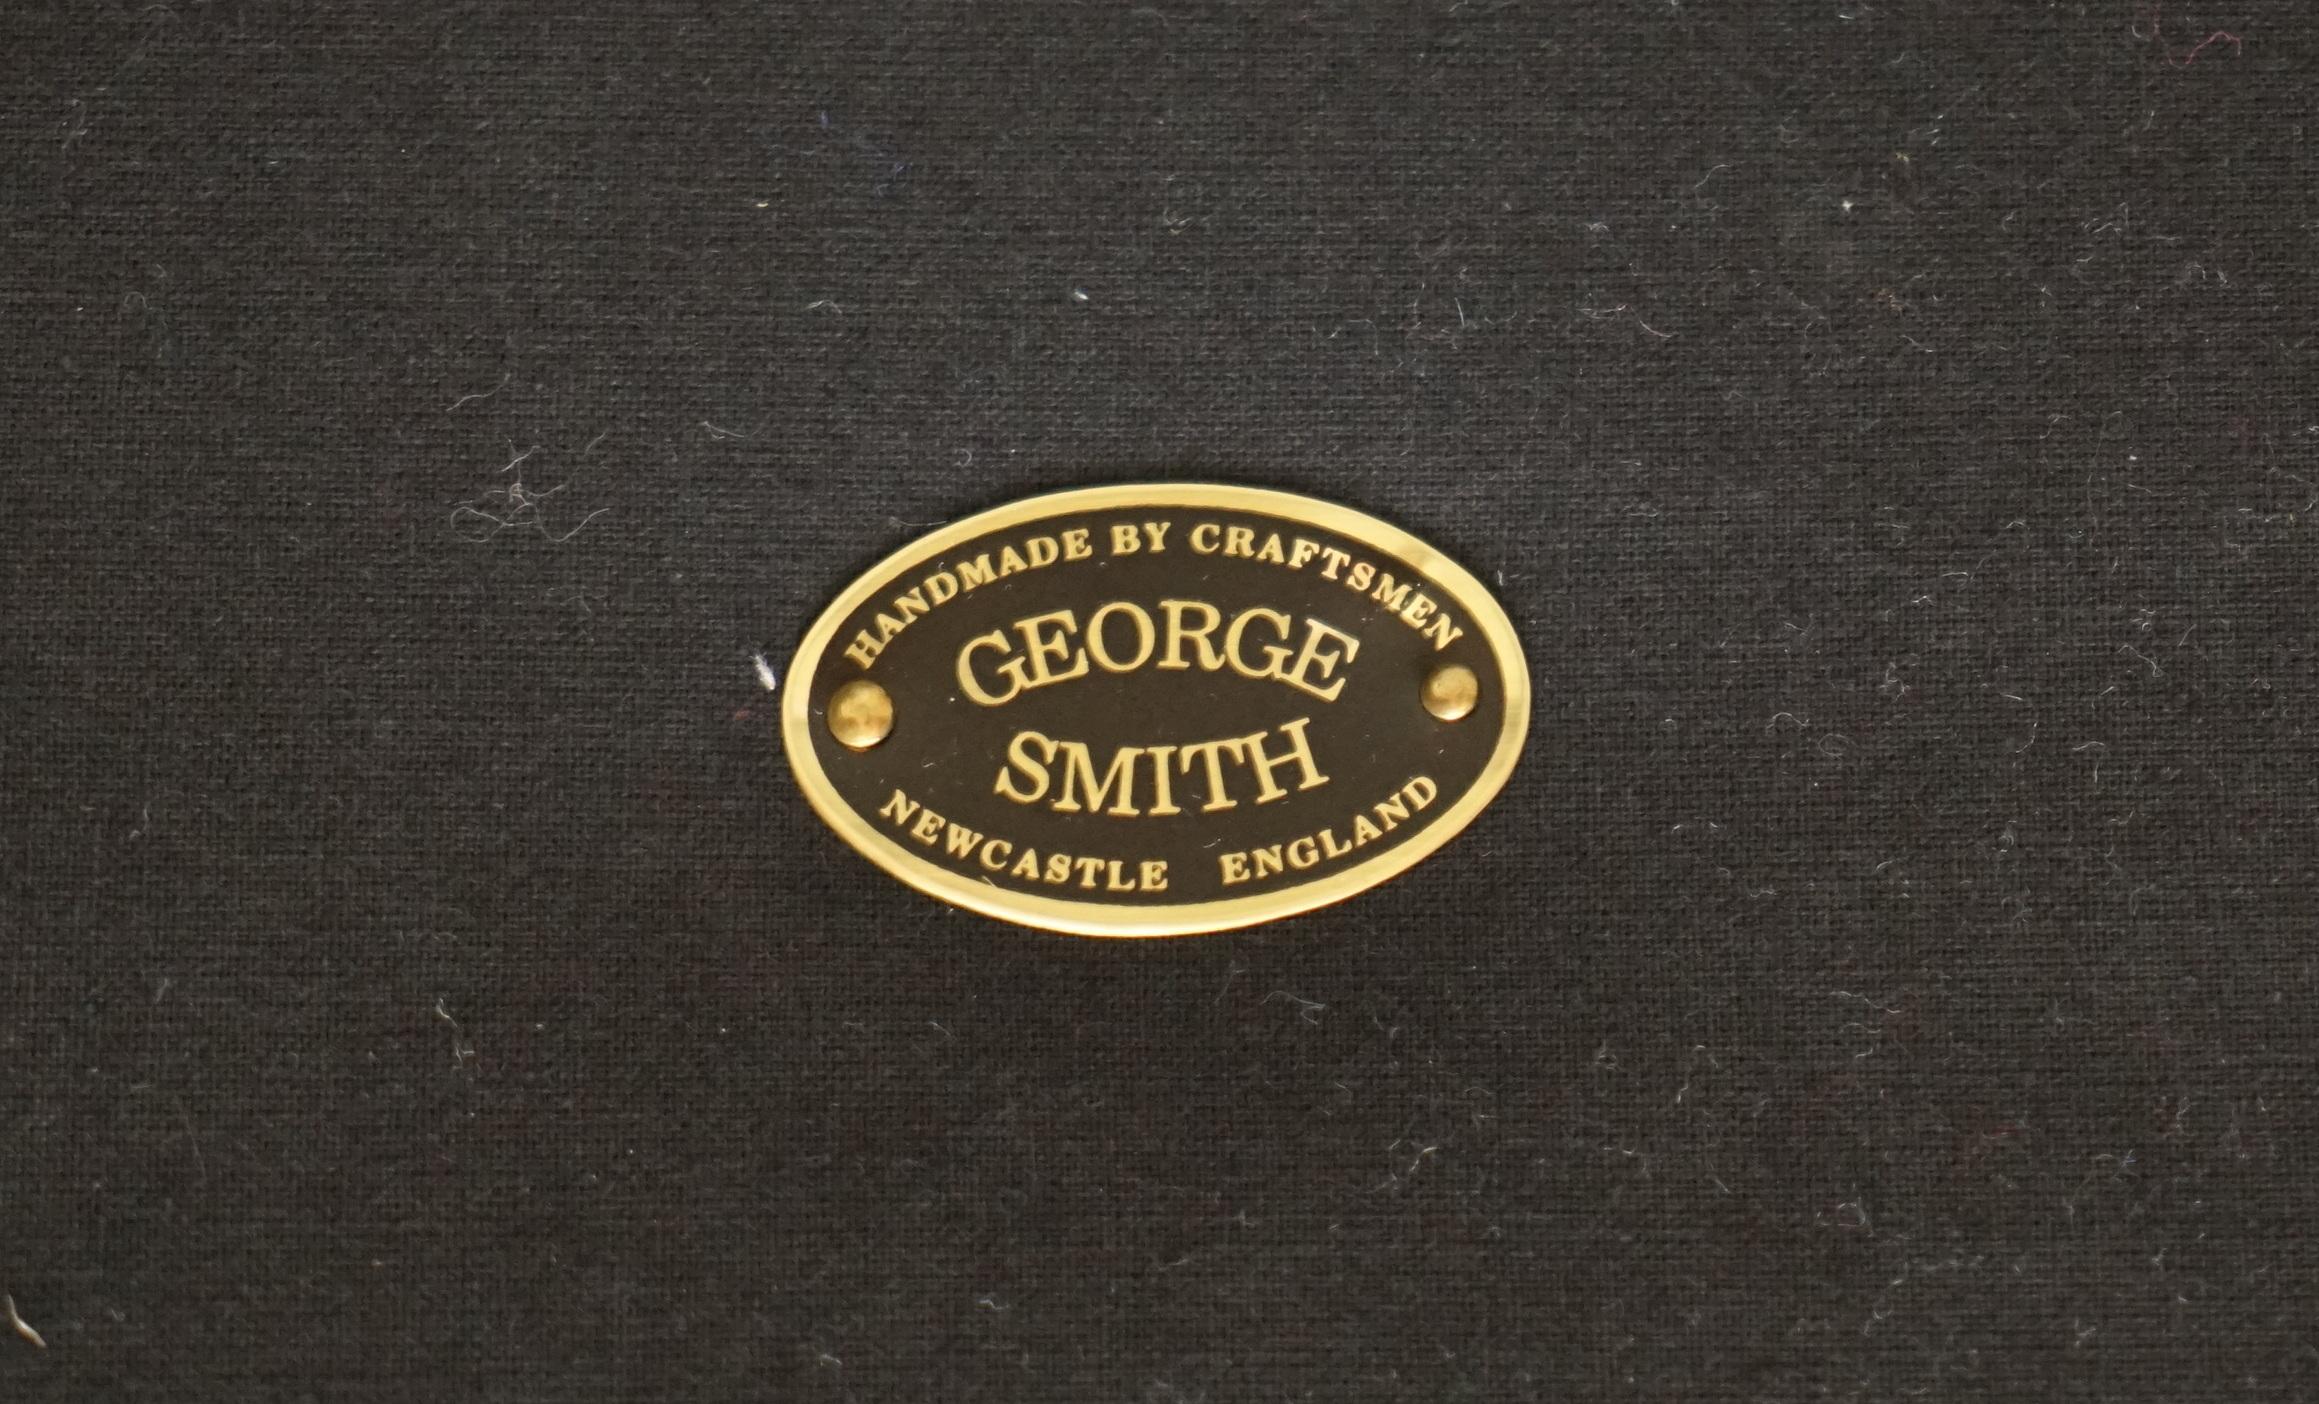 HANDMADE BY CRAFTSMEN
GEORGE
SMITH
NEWCASTLE ENGLAND